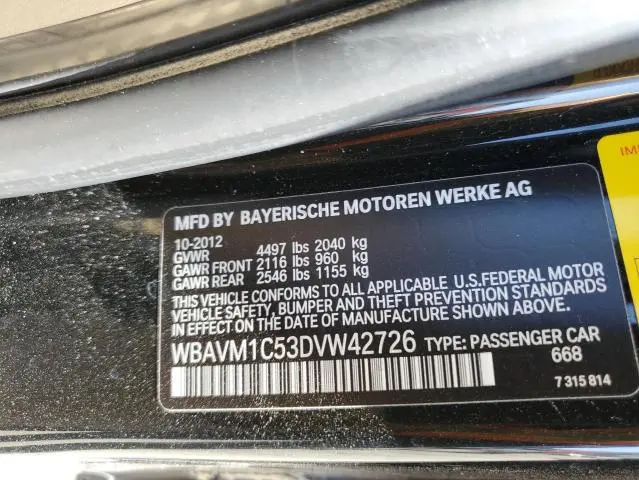 MFD BY BAYERISCHE MOTOREN WERKE AG
10-2012
GVWR 4497 lbs 2040 kg
GAWR FRONT 2116 lbs 960 kg
GAWR REAR 2546 lbs 1155 kg
THIS VEHICLE CONFORMS TO ALL APPLICABLE U.S.FEDERAL MOTOR
VEHICLE SAFETY, BUMPER AND THEFT PREVENTION STANDARDS
IN EFFECT ON THE DATE OF MANUFACTURE SHOWN ABOVE.
WBAVM1C53DVW42726 TYPE: PASSENGER CAR
668
7 315 814